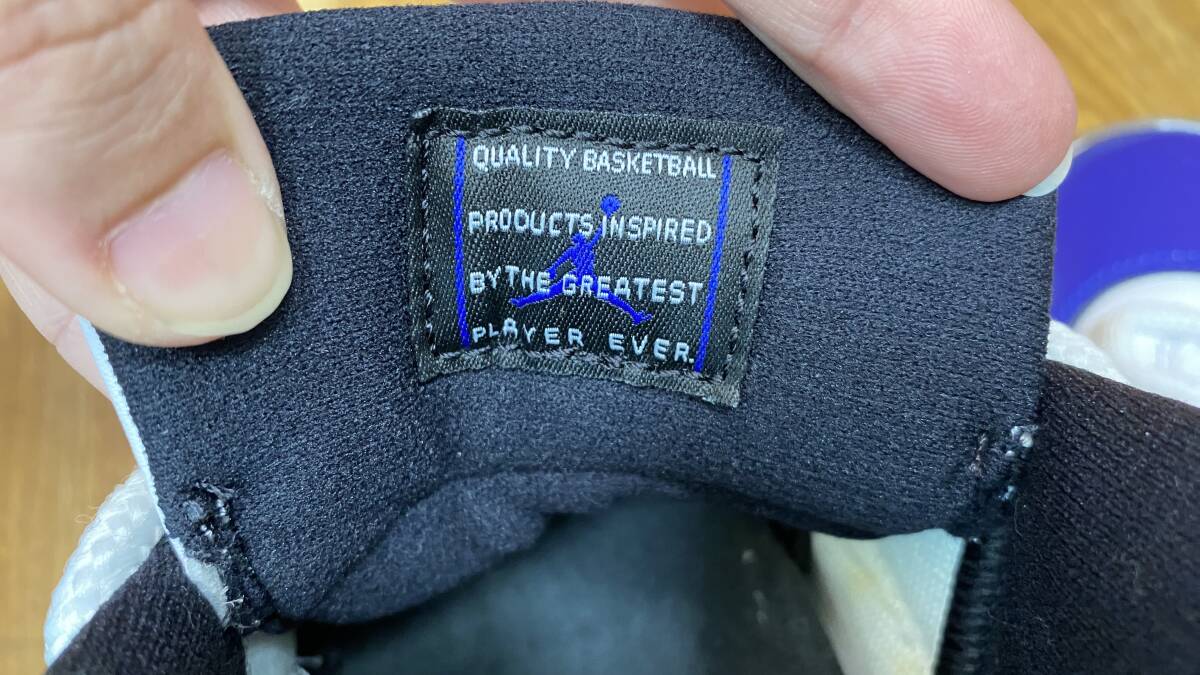 QUALITY BASKETBALL
PRODUCTS INSPIRED
BY THE GREATEST
PLAYER EVER.